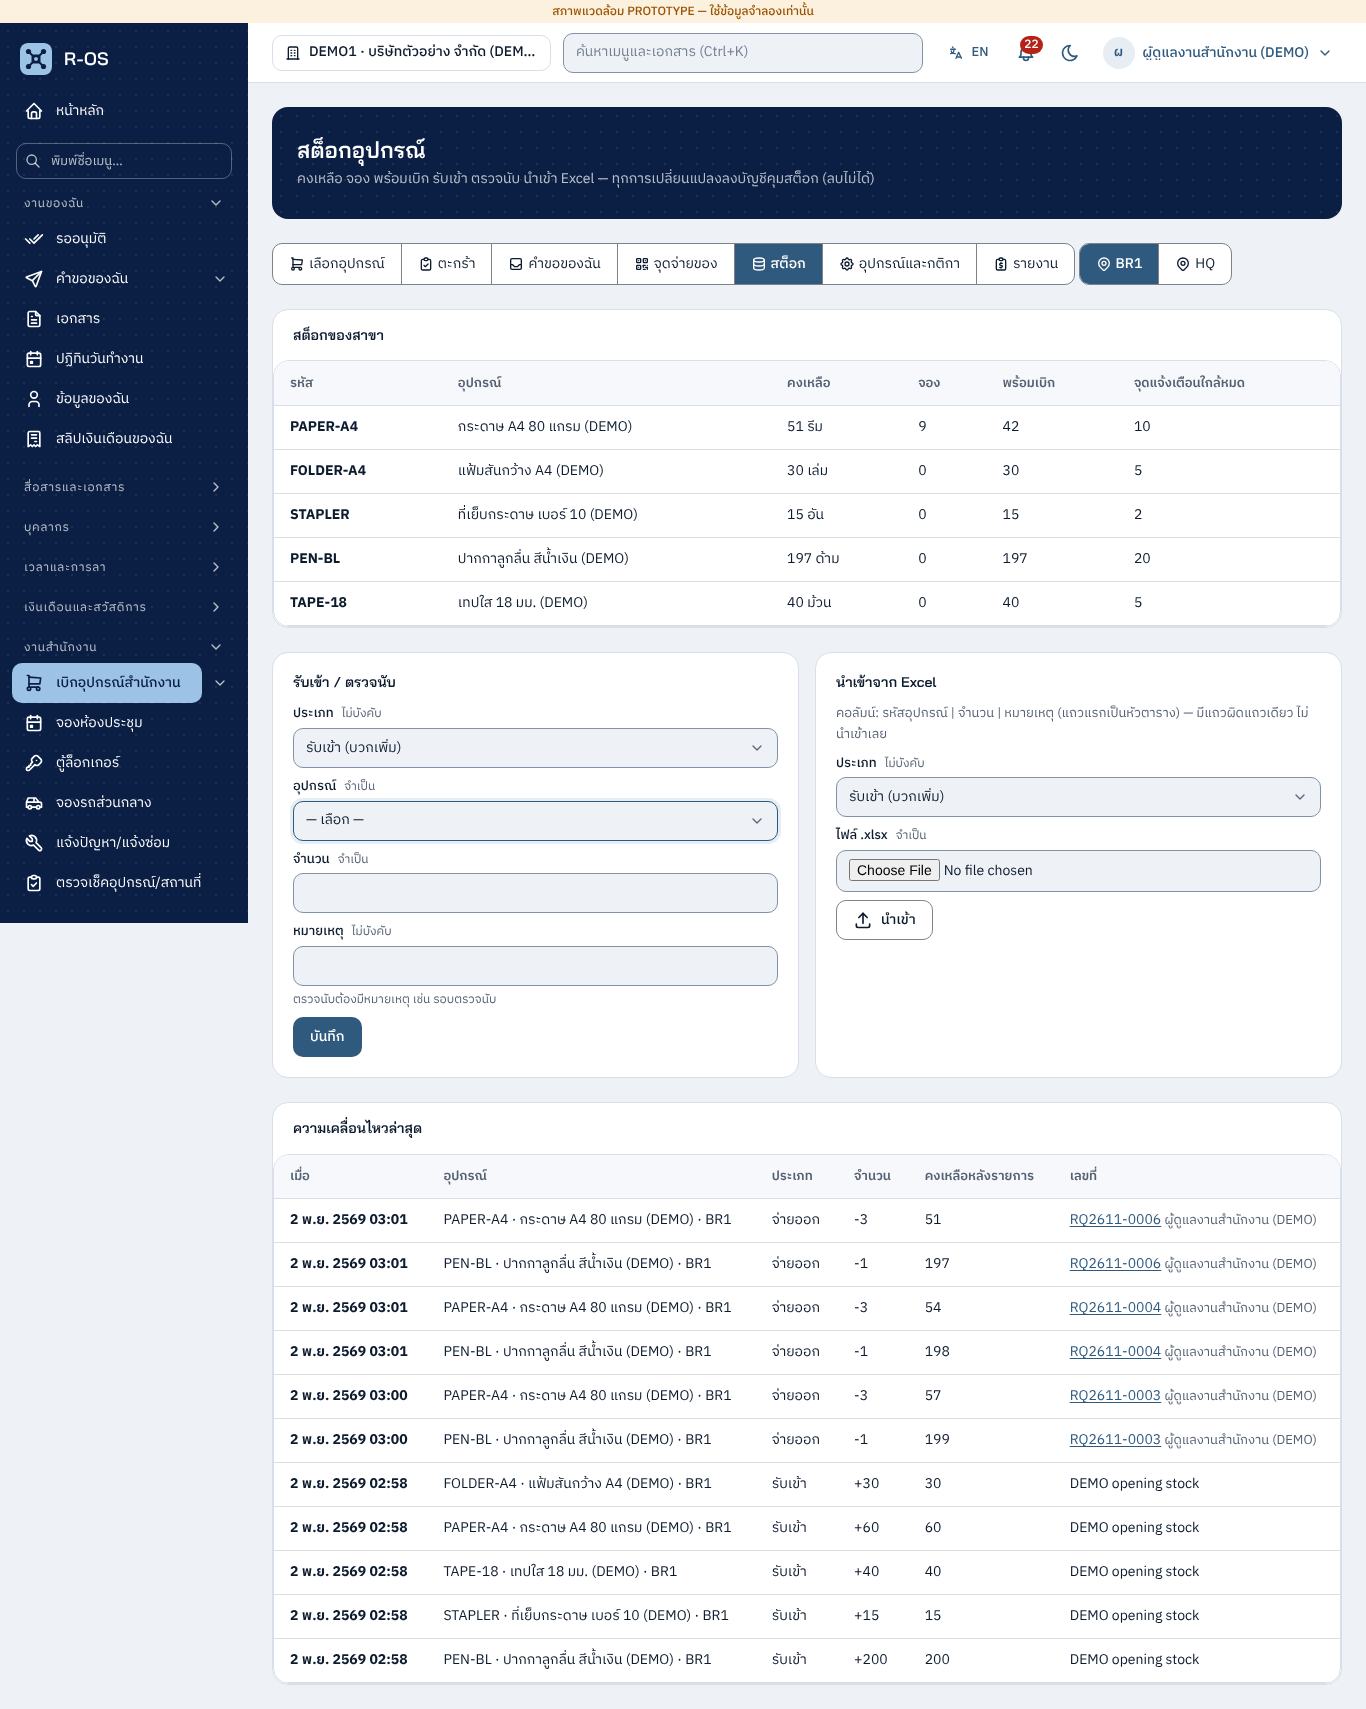 สภาพแวดล้อม PROTOTYPE — ใช้ข้อมูลจำลองเท่านั้น
R-OS
DEMO1 · บริษัทตัวอย่าง จำกัด (DEM...
ค้นหาเมนูและเอกสาร (Ctrl+K)
EN
22
ผ
ผู้ดูแลงานสำนักงาน (DEMO)
หน้าหลัก
พิมพ์ชื่อเมนู...
งานของฉัน
รออนุมัติ
คำขอของฉัน
เอกสาร
ปฏิทินวันทำงาน
ข้อมูลของฉัน
สลิปเงินเดือนของฉัน
สื่อสารและเอกสาร
บุคลากร
เวลาและการลา
เงินเดือนและสวัสดิการ
งานสำนักงาน
เบิกอุปกรณ์สำนักงาน
จองห้องประชุม
ตู้ล็อกเกอร์
จองรถส่วนกลาง
แจ้งปัญหา/แจ้งซ่อม
ตรวจเช็คอุปกรณ์/สถานที่
สต็อกอุปกรณ์
คงเหลือ จอง พร้อมเบิก รับเข้า ตรวจนับ นำเข้า Excel — ทุกการเปลี่ยนแปลงลงบัญชีคุมสต็อก (ลบไม่ได้)
เลือกอุปกรณ์ ตะกร้า คำขอของฉัน จุดจ่ายของ สต็อก อุปกรณ์และกติกา รายงาน BR1 HQ
สต็อกของสาขา
รหัส อุปกรณ์ คงเหลือ จอง พร้อมเบิก จุดแจ้งเตือนใกล้หมด
PAPER-A4 กระดาษ A4 80 แกรม (DEMO) 51 รีม 9 42 10
FOLDER-A4 แฟ้มสันกว้าง A4 (DEMO) 30 เล่ม 0 30 5
STAPLER ที่เย็บกระดาษ เบอร์ 10 (DEMO) 15 อัน 0 15 2
PEN-BL ปากกาลูกลื่น สีน้ำเงิน (DEMO) 197 ด้าม 0 197 20
TAPE-18 เทปใส 18 มม. (DEMO) 40 ม้วน 0 40 5
รับเข้า / ตรวจนับ
ประเภท ไม่บังคับ
รับเข้า (บวกเพิ่ม)
อุปกรณ์ จำเป็น
— เลือก —
จำนวน จำเป็น
หมายเหตุ ไม่บังคับ
ตรวจนับต้องมีหมายเหตุ เช่น รอบตรวจนับ
บันทึก
นำเข้าจาก Excel
คอลัมน์: รหัสอุปกรณ์ | จำนวน | หมายเหตุ (แถวแรกเป็นหัวตาราง) — มีแถวผิดแถวเดียว ไม่
นำเข้าเลย
ประเภท ไม่บังคับ
รับเข้า (บวกเพิ่ม)
ไฟล์ .xlsx จำเป็น
Choose File No file chosen
นำเข้า
ความเคลื่อนไหวล่าสุด
เมื่อ อุปกรณ์ ประเภท จำนวน คงเหลือหลังรายการ เลขที่
2 พ.ย. 2569 03:01 PAPER-A4 · กระดาษ A4 80 แกรม (DEMO) · BR1 จ่ายออก -3 51 RQ2611-0006 ผู้ดูแลงานสำนักงาน (DEMO)
2 พ.ย. 2569 03:01 PEN-BL · ปากกาลูกลื่น สีน้ำเงิน (DEMO) · BR1 จ่ายออก -1 197 RQ2611-0006 ผู้ดูแลงานสำนักงาน (DEMO)
2 พ.ย. 2569 03:01 PAPER-A4 · กระดาษ A4 80 แกรม (DEMO) · BR1 จ่ายออก -3 54 RQ2611-0004 ผู้ดูแลงานสำนักงาน (DEMO)
2 พ.ย. 2569 03:01 PEN-BL · ปากกาลูกลื่น สีน้ำเงิน (DEMO) · BR1 จ่ายออก -1 198 RQ2611-0004 ผู้ดูแลงานสำนักงาน (DEMO)
2 พ.ย. 2569 03:00 PAPER-A4 · กระดาษ A4 80 แกรม (DEMO) · BR1 จ่ายออก -3 57 RQ2611-0003 ผู้ดูแลงานสำนักงาน (DEMO)
2 พ.ย. 2569 03:00 PEN-BL · ปากกาลูกลื่น สีน้ำเงิน (DEMO) · BR1 จ่ายออก -1 199 RQ2611-0003 ผู้ดูแลงานสำนักงาน (DEMO)
2 พ.ย. 2569 02:58 FOLDER-A4 · แฟ้มสันกว้าง A4 (DEMO) · BR1 รับเข้า +30 30 DEMO opening stock
2 พ.ย. 2569 02:58 PAPER-A4 · กระดาษ A4 80 แกรม (DEMO) · BR1 รับเข้า +60 60 DEMO opening stock
2 พ.ย. 2569 02:58 TAPE-18 · เทปใส 18 มม. (DEMO) · BR1 รับเข้า +40 40 DEMO opening stock
2 พ.ย. 2569 02:58 STAPLER · ที่เย็บกระดาษ เบอร์ 10 (DEMO) · BR1 รับเข้า +15 15 DEMO opening stock
2 พ.ย. 2569 02:58 PEN-BL · ปากกาลูกลื่น สีน้ำเงิน (DEMO) · BR1 รับเข้า +200 200 DEMO opening stock